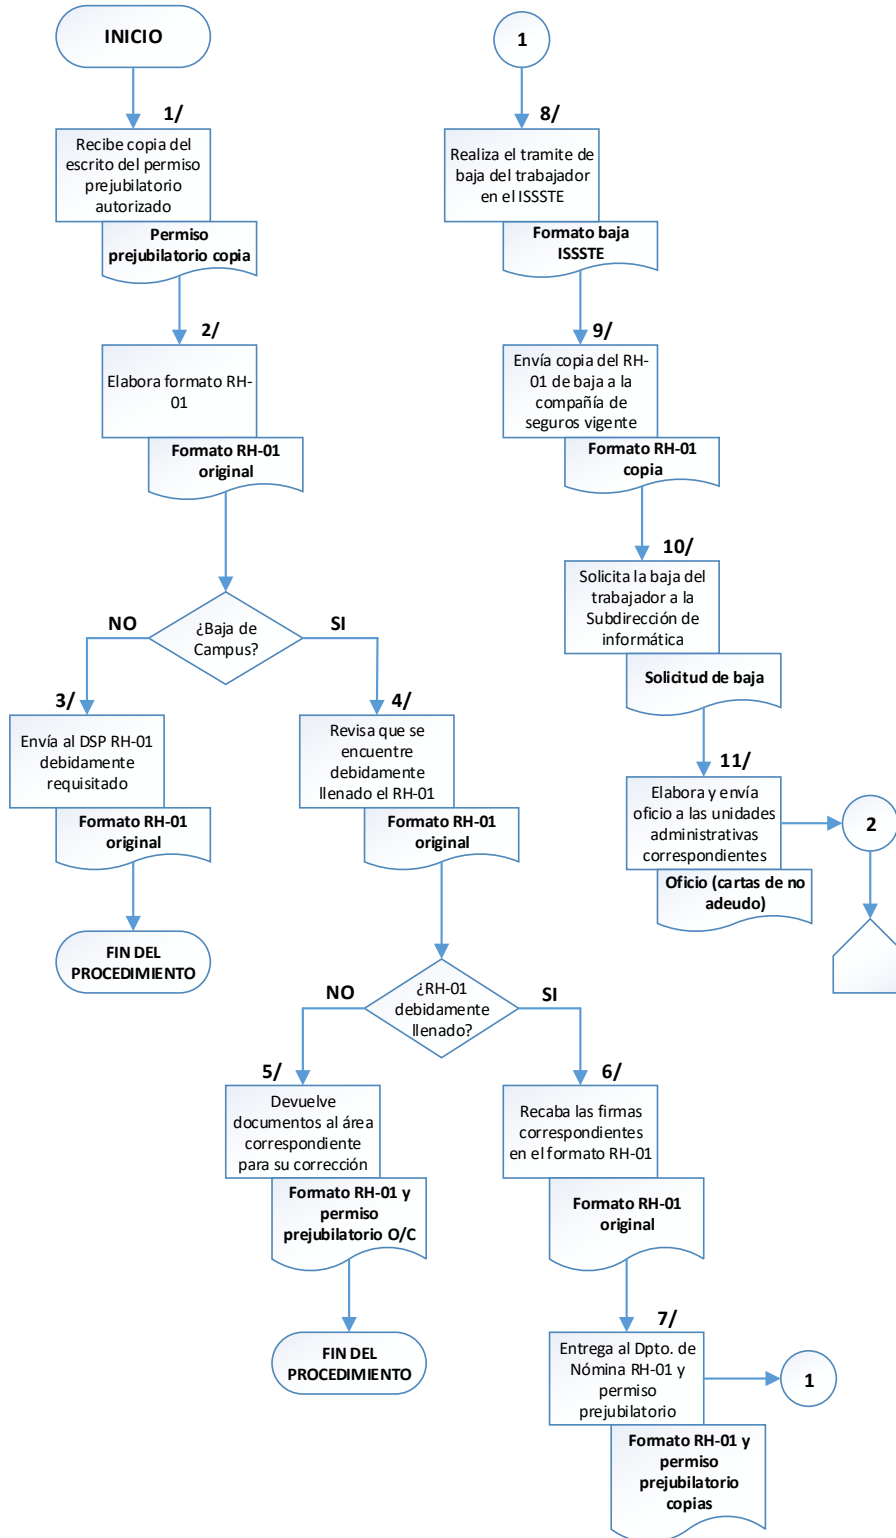 INICIO
1/
Recibe copia del
escrito del permiso
prejubilatorio
autorizado
Permiso
prejubilatorio copia
2/
Elabora formato RH-
01
Formato RH-01
original
¿Baja de
Campus?
NO
SI
3/
Envía al DSP RH-01
debidamente
requisitado
Formato RH-01
original
FIN DEL
PROCEDIMIENTO
4/
Revisa que se
encuentre
debidamente
llenado el RH-01
Formato RH-01
original
¿RH-01
debidamente
llenado?
NO
SI
5/
Devuelve
documentos al área
correspondiente
para su corrección
Formato RH-01 y
permiso
prejubilatorio O/C
FIN DEL
PROCEDIMIENTO
6/
Recaba las firmas
correspondientes
en el formato RH-01
Formato RH-01
original
7/
Entrega al Dpto. de
Nómina RH-01 y
permiso
prejubilatorio
Formato RH-01 y
permiso
prejubilatorio
copias
1
1
8/
Realiza el tramite de
baja del trabajador
en el ISSSTE
Formato baja
ISSSTE
9/
Envía copia del RH-
01 de baja a la
compañía de
seguros vigente
Formato RH-01
copia
10/
Solicita la baja del
trabajador a la
Subdirección de
informática
Solicitud de baja
11/
Elabora y envía
oficio a las unidades
administrativas
correspondientes
Oficio (cartas de no
adeudo)
2